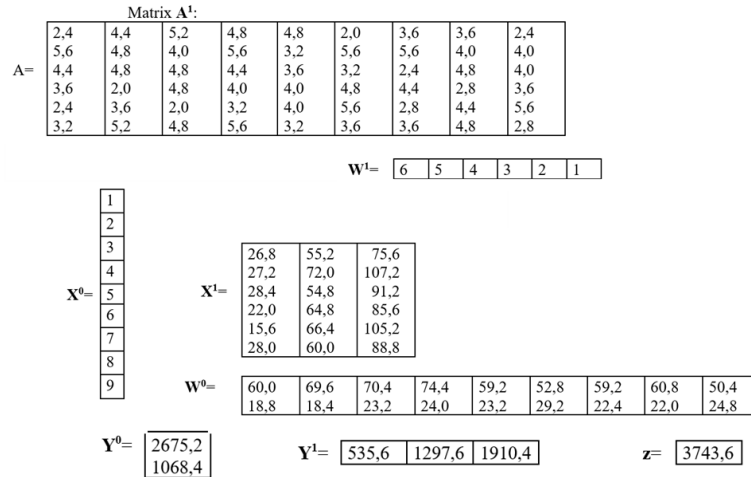 Matrix A¹:
A=
2,4 4,4 5,2 4,8 4,8 2,0 3,6 3,6 2,4
5,6 4,8 4,0 5,6 3,2 5,6 5,6 4,0 4,0
4,4 4,8 4,8 4,4 3,6 3,2 2,4 4,8 4,0
3,6 2,0 4,8 4,0 4,0 4,8 4,4 2,8 3,6
2,4 3,6 2,0 3,2 4,0 5,6 2,8 4,4 5,6
3,2 5,2 4,8 5,6 3,2 3,6 3,6 4,8 2,8
W¹= 6 5 4 3 2 1
X⁰=
1
2
3
4
5
6
7
8
9
X¹=
26,8 55,2 75,6
27,2 72,0 107,2
28,4 54,8 91,2
22,0 64,8 85,6
15,6 66,4 105,2
28,0 60,0 88,8
W⁰=
60,0 69,6 70,4 74,4 59,2 52,8 59,2 60,8 50,4
18,8 18,4 23,2 24,0 23,2 29,2 22,4 22,0 24,8
Y⁰=
2675,2
1068,4
Y¹= 535,6 1297,6 1910,4
z= 3743,6